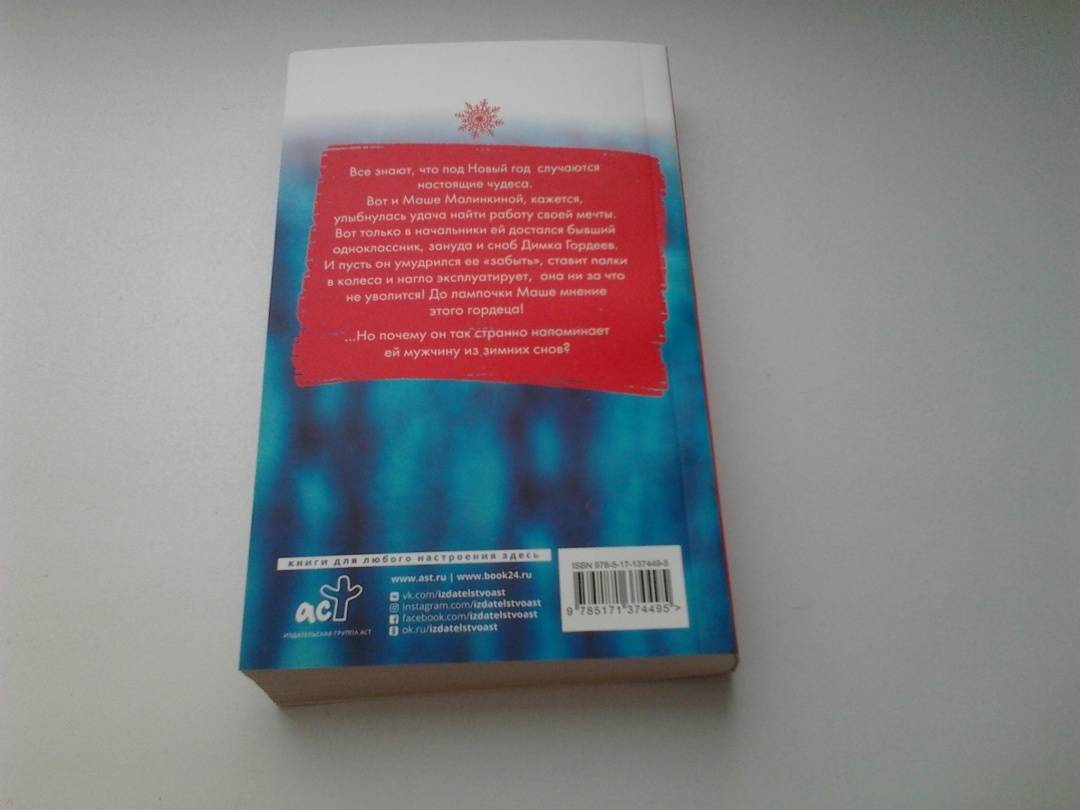 Все знают, что под Новый год случаются
настоящие чудеса.
Вот и Маше Малинкиной, кажется,
улыбнулась удача найти работу своей мечты.
Вот только в начальники ей достался бывший
одноклассник, зануда и сноб Димка Гордеев.
И пусть он умудрился ее «забыть», ставит палки
в колеса и нагло эксплуатирует, она ни за что
не уволится! До лампочки Маше мнение
этого гордеца!
...Но почему он так странно напоминает
ей мужчину из зимних снов?
книги для любого настроения здесь
аст
ИЗДАТЕЛЬСКАЯ ГРУППА АСТ
www.ast.ru | www.book24.ru
vk.com/izdatelstvoast
instagram.com/izdatelstvoast
facebook.com/izdatelstvoast
ok.ru/izdatelstvoast
ISBN 978-5-17-137449-5
9 785171 374495 >